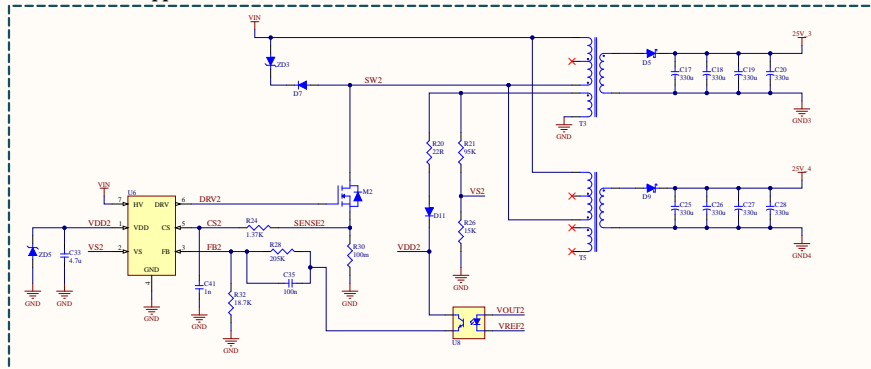 VIN
25V_3
ZD3
D7
SW2
D5
C17
330u
C18
330u
C19
330u
C20
330u
GND3
T3
GND
R20
22R
R21
95K
VS2
D11
R26
15K
GND
VDD2
25V_4
D9
C25
330u
C26
330u
C27
330u
C28
330u
GND4
T5
VIN
U6
HV
DRV
VDD
CS
VS
FB
GND
7
1
2
6
5
3
4
DRV2
M2
VDD2
CS2
R24
1.37K
SENSE2
VS2
FB2
R28
205K
R30
100m
ZD5
C33
4.7u
C35
100n
C41
1n
R32
18.7K
GND
GND
GND
GND
GND
GND
U8
VOUT2
VREF2